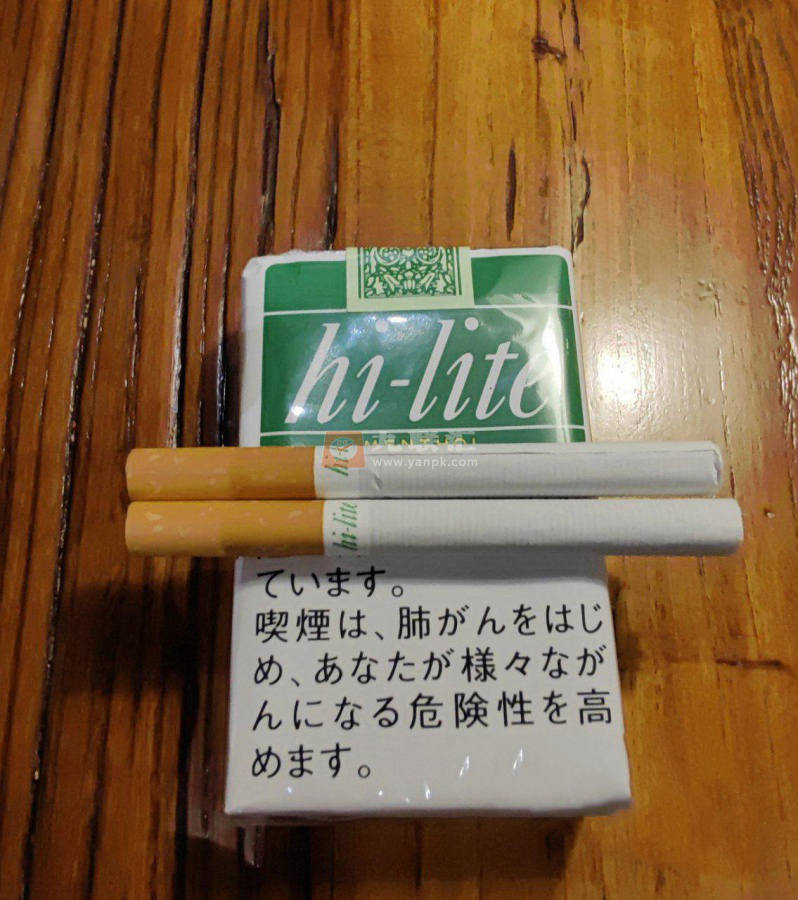 hi-lite
MENTHOL
www.yanpk.com
hi-lite
ています。
喫煙は、肺がんをはじ
め、あなたが様々なが
んになる危険性を高
めます。